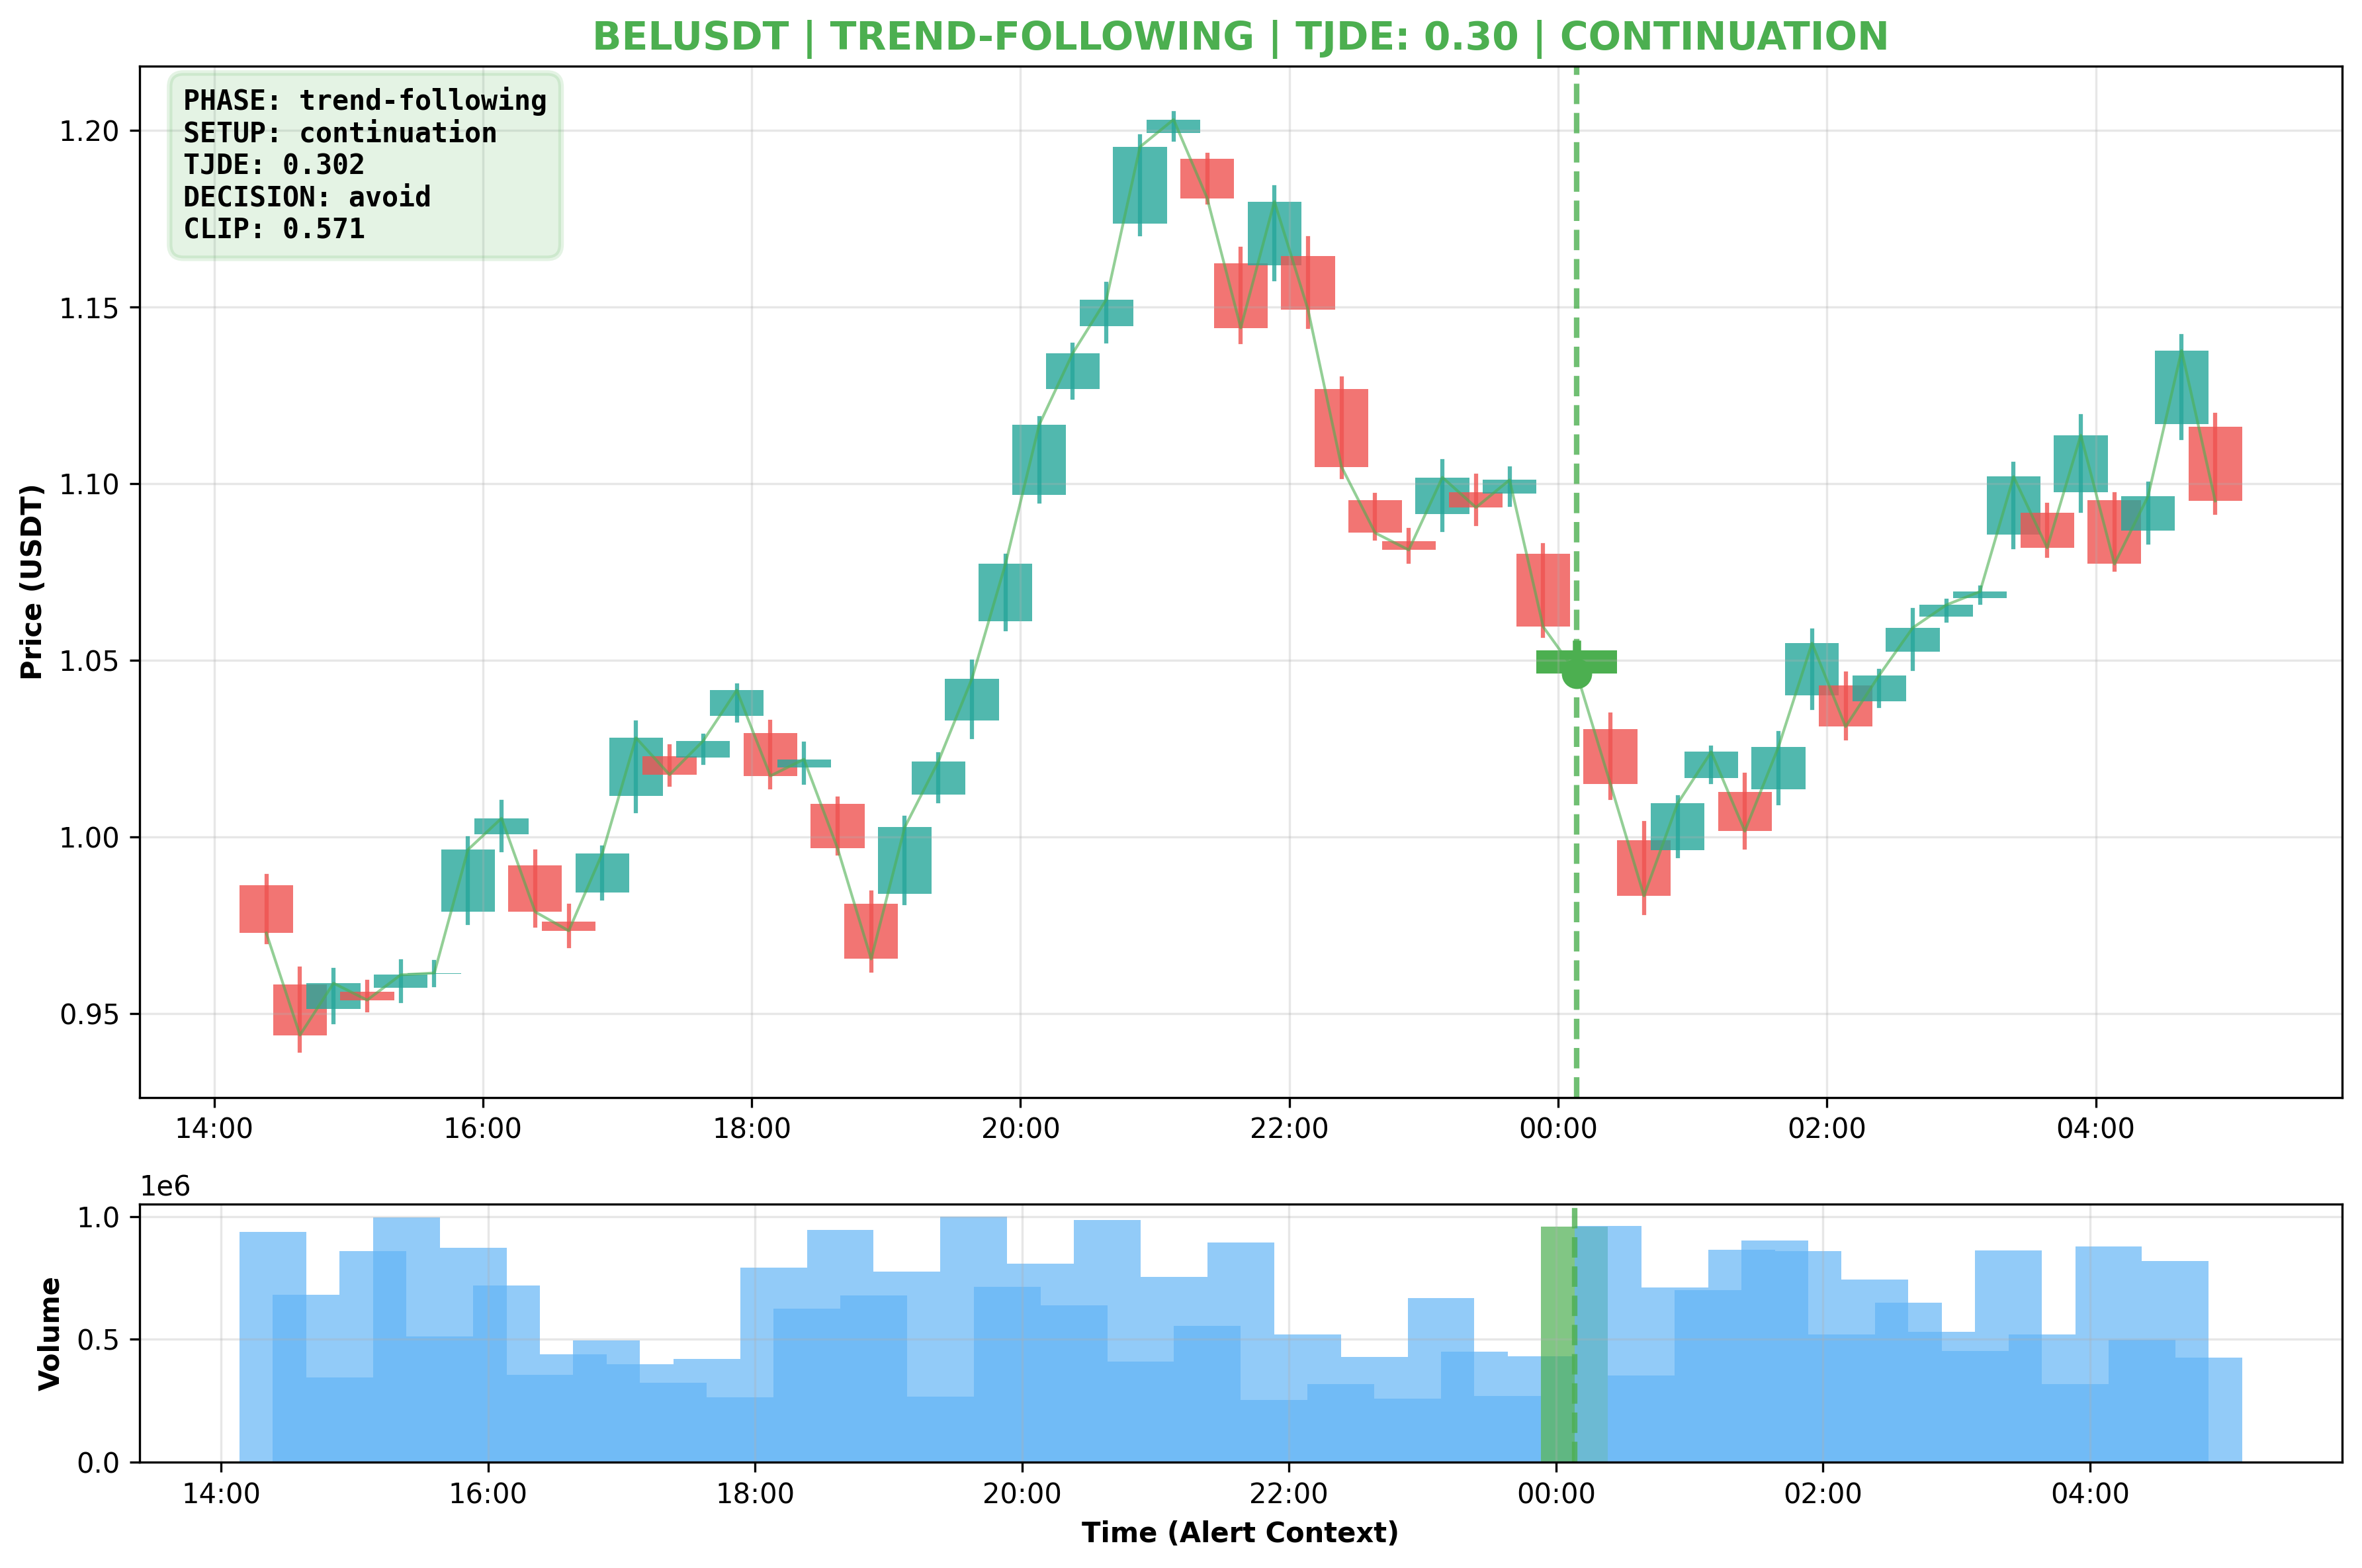 BELUSDT | TREND-FOLLOWING | TJDE: 0.30 | CONTINUATION
PHASE: trend-following
SETUP: continuation
TJDE: 0.302
DECISION: avoid
CLIP: 0.571
Price (USDT)
1.20
1.15
1.10
1.05
1.00
0.95
14:00 16:00 18:00 20:00 22:00 00:00 02:00 04:00
1e6
Volume
1.0
0.5
0.0
14:00 16:00 18:00 20:00 22:00 00:00 02:00 04:00
Time (Alert Context)